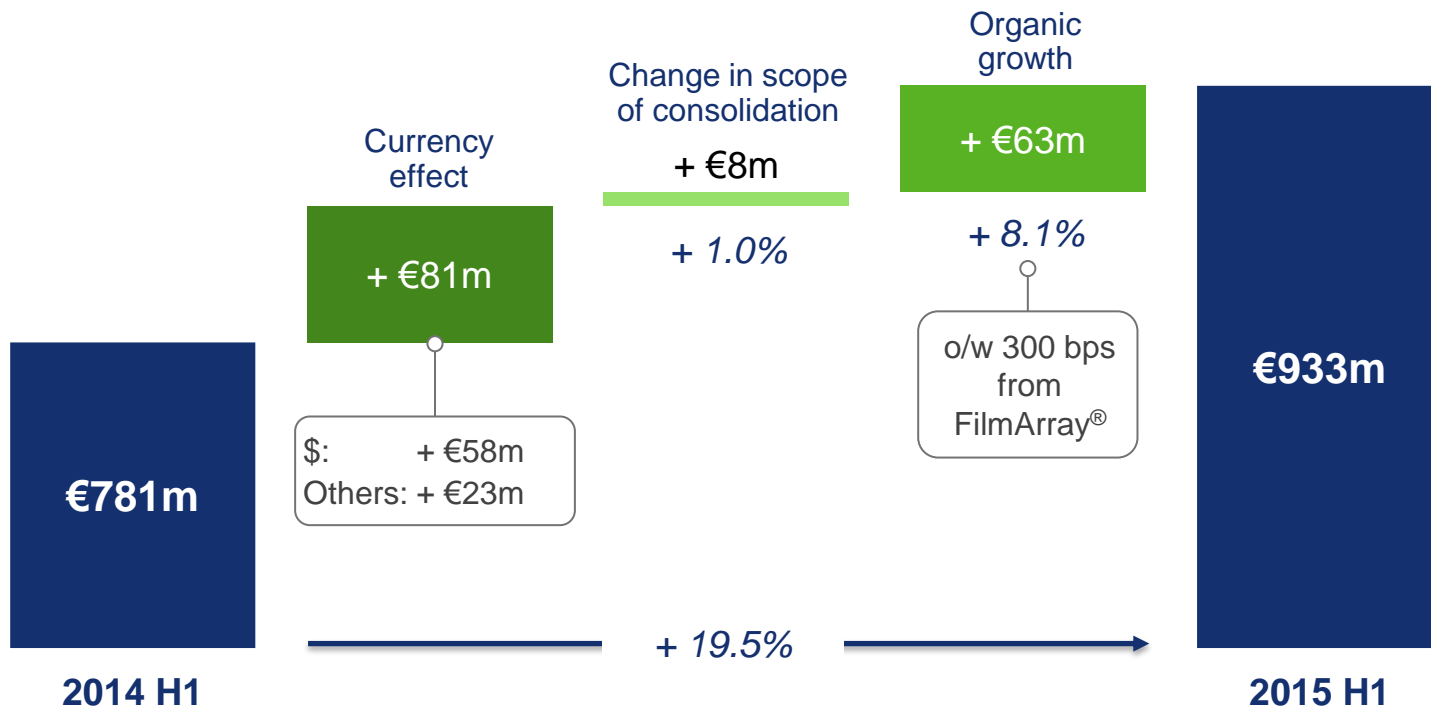 Currency
effect
+ €81m
$: + €58m
Others: + €23m
Change in scope
of consolidation
+ €8m
+ 1.0%
Organic
growth
+ €63m
+ 8.1%
o/w 300 bps
from
FilmArray®
€781m
€933m
+ 19.5%
2014 H1
2015 H1